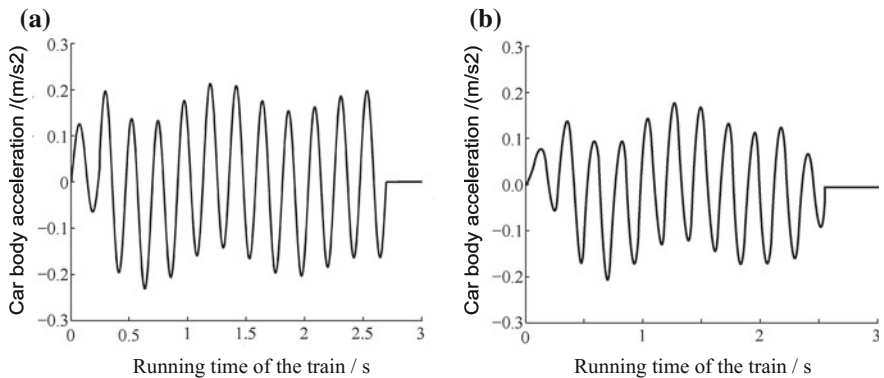 (a)
Car body acceleration /(m/s2)
0.3
0.2
0.1
0
−0.1
−0.2
−0.3
0 0.5 1 1.5 2 2.5 3
Running time of the train / s
(b)
Car body acceleration /(m/s2)
0.3
0.2
0.1
0.0
−0.1
−0.2
−0.3
0 1 2 3
Running time of the train / s